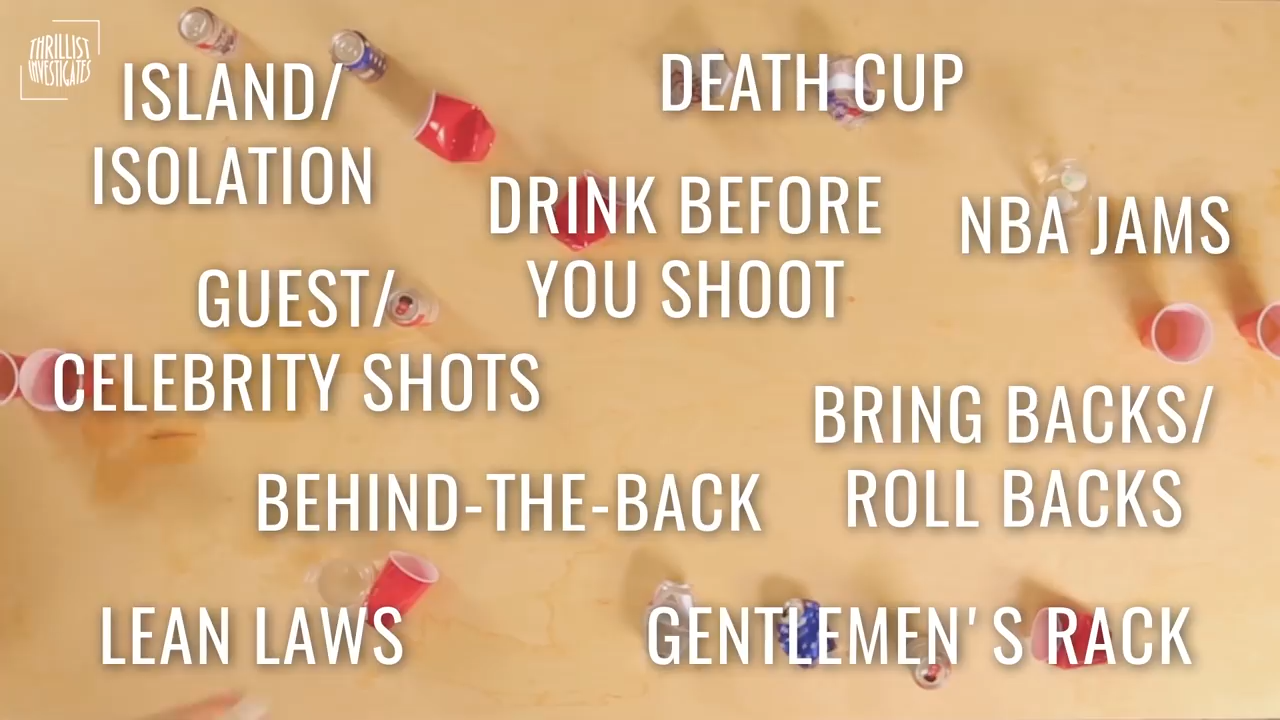 THRILLIST
INVESTIGATES
ISLAND/
ISOLATION
DEATH CUP
DRINK BEFORE
YOU SHOOT
NBA JAMS
GUEST/
CELEBRITY SHOTS
BRING BACKS/
ROLL BACKS
BEHIND-THE-BACK
LEAN LAWS
GENTLEMEN'S RACK